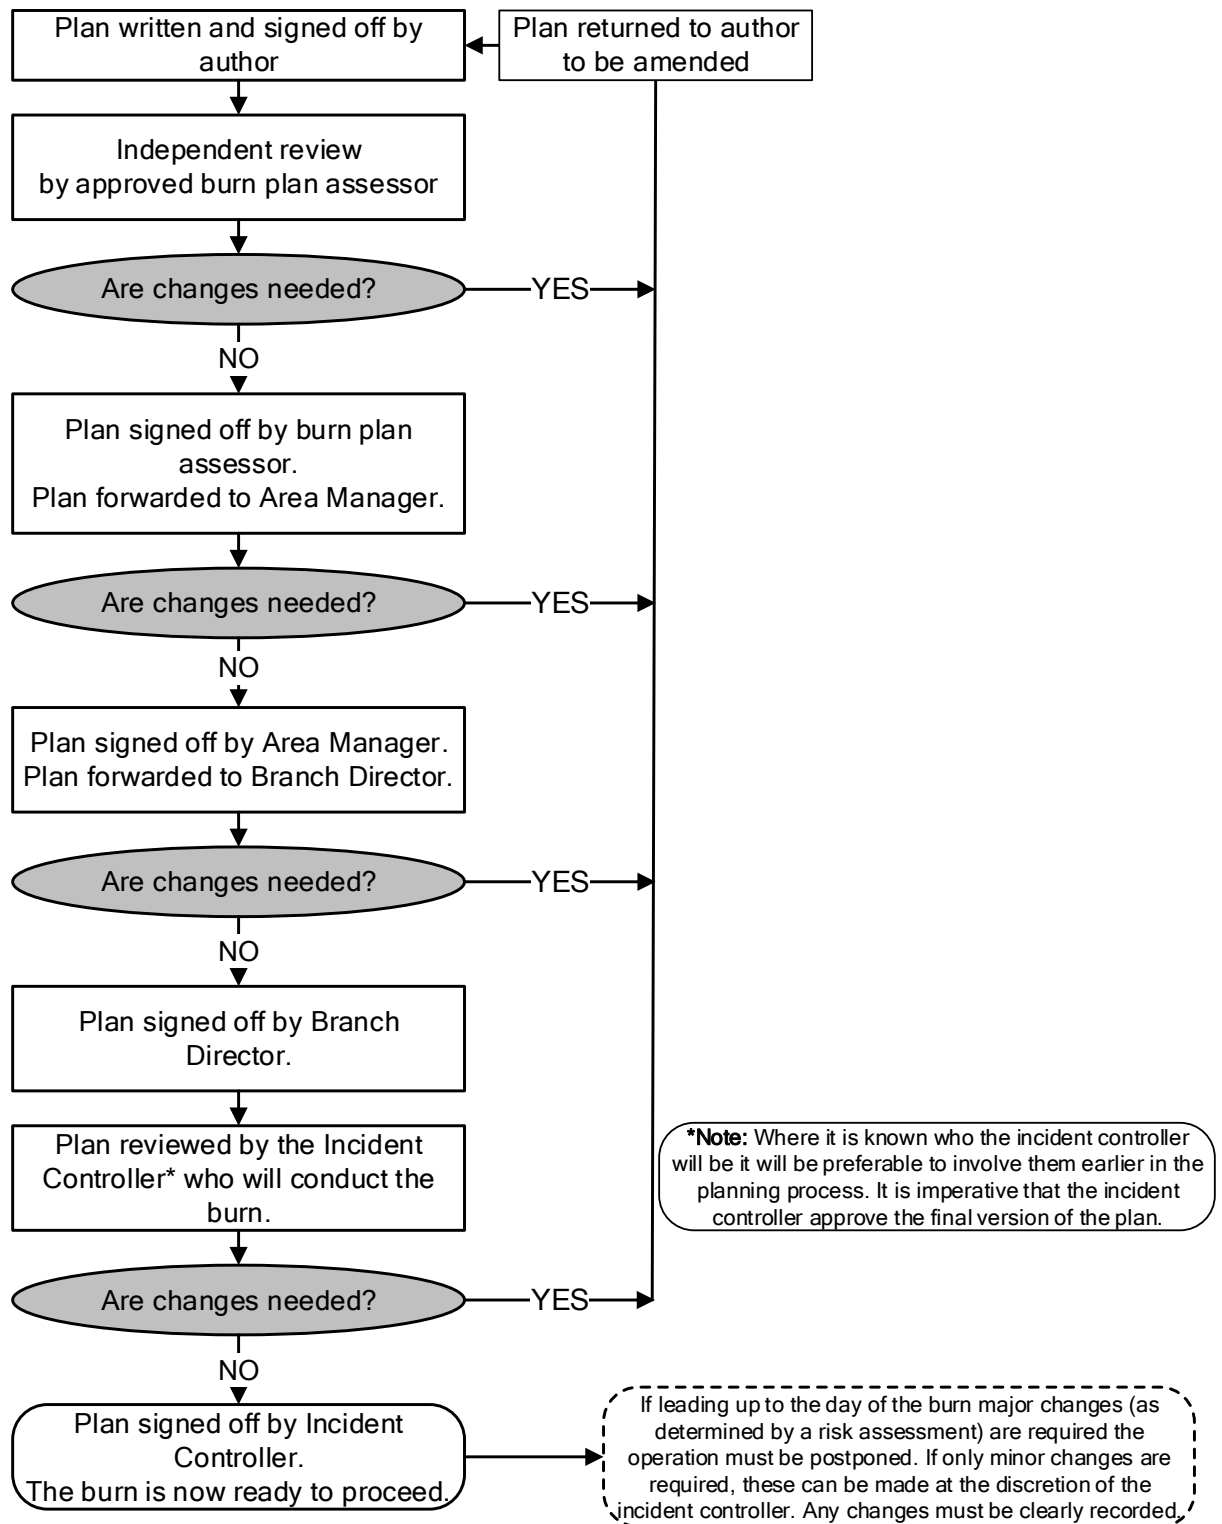 Plan written and signed off by
author
Plan returned to author
to be amended
Independent review
by approved burn plan assessor
Are changes needed?
YES
NO
Plan signed off by burn plan
assessor.
Plan forwarded to Area Manager.
Are changes needed?
YES
NO
Plan signed off by Area Manager.
Plan forwarded to Branch Director.
Are changes needed?
YES
NO
Plan signed off by Branch
Director.
Plan reviewed by the Incident
Controller* who will conduct the
burn.
*Note: Where it is known who the incident controller
will be it will be preferable to involve them earlier in the
planning process. It is imperative that the incident
controller approve the final version of the plan.
Are changes needed?
YES
NO
Plan signed off by Incident
Controller.
The burn is now ready to proceed.
If leading up to the day of the burn major changes (as
determined by a risk assessment) are required the
operation must be postponed. If only minor changes are
required, these can be made at the discretion of the
incident controller. Any changes must be clearly recorded.